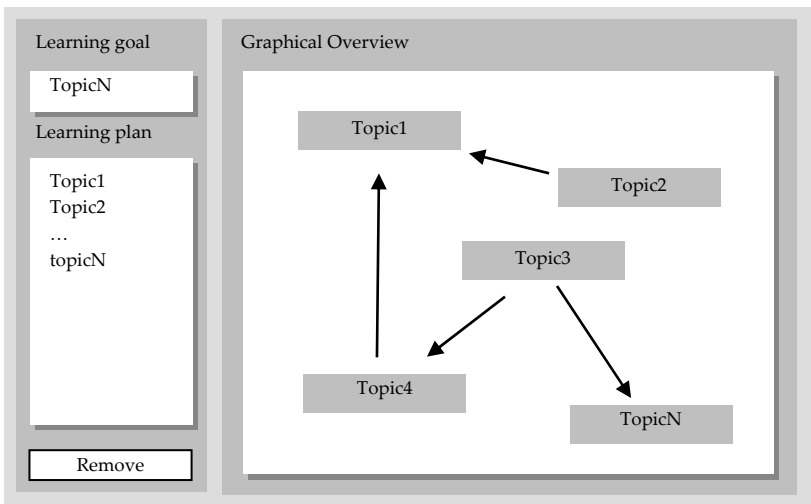 Learning goal
TopicN
Learning plan
Topic1
Topic2
…
topicN
Remove
Graphical Overview
Topic1
Topic2
Topic3
Topic4
TopicN